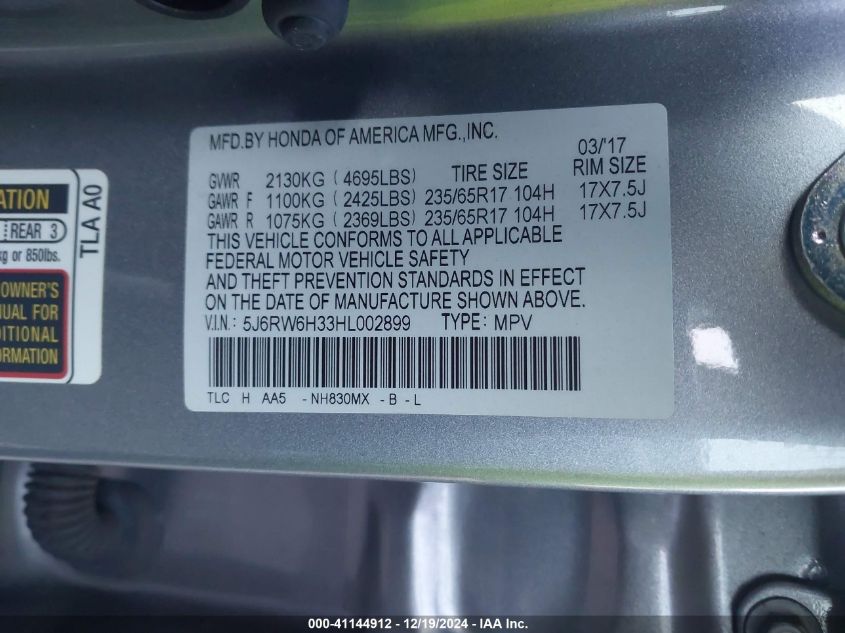 MFD.BY HONDA OF AMERICA MFG.,INC.
03/'17
GVWR 2130KG ( 4695LBS) TIRE SIZE RIM SIZE
GAWR F 1100KG ( 2425LBS) 235/65R17 104H 17X7.5J
GAWR R 1075KG ( 2369LBS) 235/65R17 104H 17X7.5J
THIS VEHICLE CONFORMS TO ALL APPLICABLE
FEDERAL MOTOR VEHICLE SAFETY
AND THEFT PREVENTION STANDARDS IN EFFECT
ON THE DATE OF MANUFACTURE SHOWN ABOVE.
V.I.N.: 5J6RW6H33HL002899 TYPE: MPV
TLC H AA5 -NH830MX -B -L
REAR 3
kg or 850lbs.
OWNER'S
FOR
TLA A0
000-41144912 - 12/19/2024 - IAA Inc.